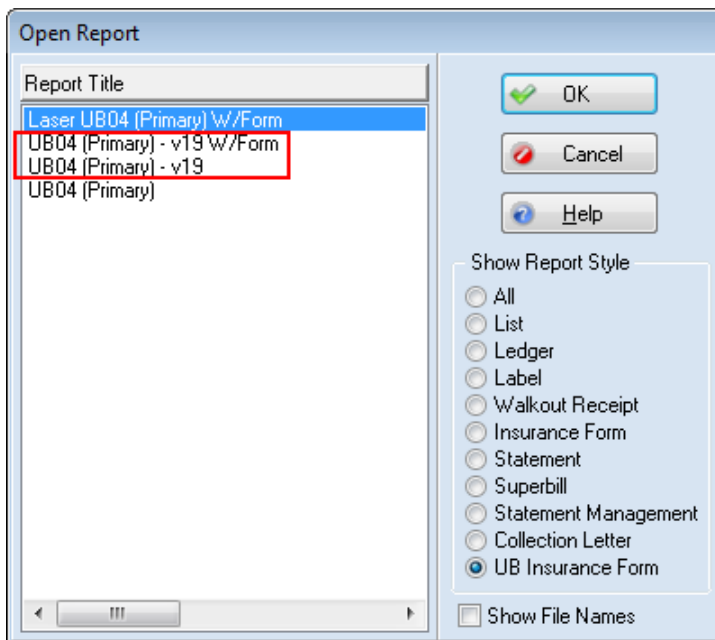 Open Report
Report Title
Laser UB04 (Primary) W/Form
UB04 (Primary) - v19 W/Form
UB04 (Primary) - v19
UB04 (Primary)
OK
Cancel
Help
Show Report Style
All
List
Ledger
Label
Walkout Receipt
Insurance Form
Statement
Superbill
Statement Management
Collection Letter
UB Insurance Form
Show File Names